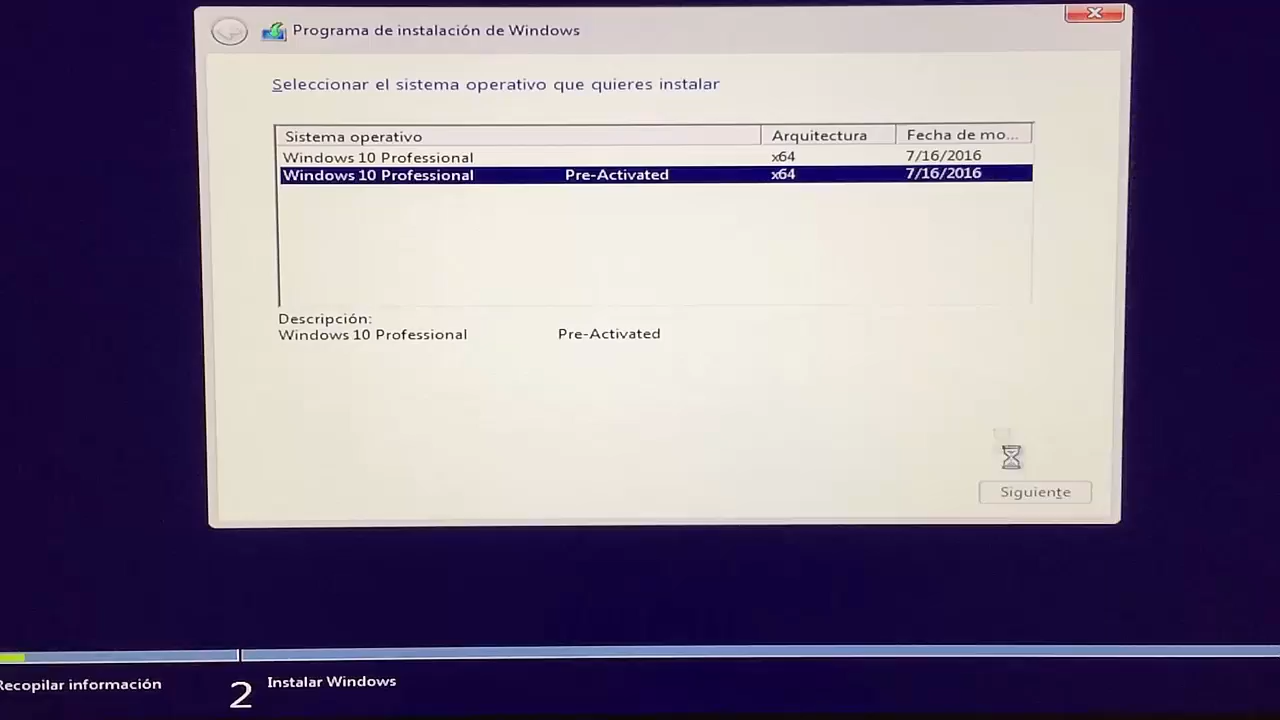 Programa de instalación de Windows
Seleccionar el sistema operativo que quieres instalar
Sistema operativo Arquitectura Fecha de mo...
Windows 10 Professional x64 7/16/2016
Windows 10 Professional Pre-Activated x64 7/16/2016
Descripción:
Windows 10 Professional Pre-Activated
Siguiente
Recopilar información
2 Instalar Windows